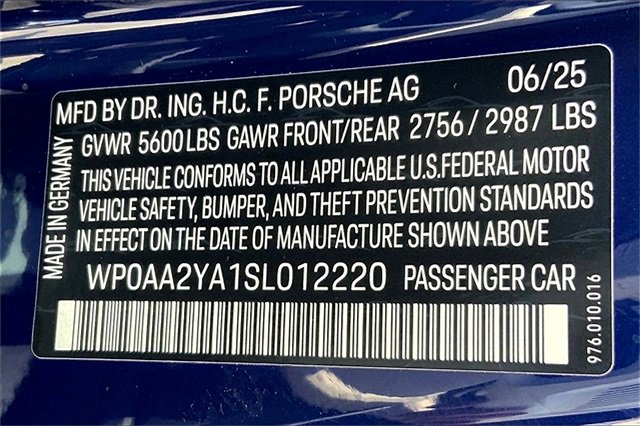 MFD BY DR. ING. H.C. F. PORSCHE AG 06/25
GVWR 5600 LBS GAWR FRONT/REAR 2756 / 2987 LBS
THIS VEHICLE CONFORMS TO ALL APPLICABLE U.S. FEDERAL MOTOR
VEHICLE SAFETY, BUMPER, AND THEFT PREVENTION STANDARDS
IN EFFECT ON THE DATE OF MANUFACTURE SHOWN ABOVE
WP0AA2YA1SL012220 PASSENGER CAR
MADE IN GERMANY
976.010.016